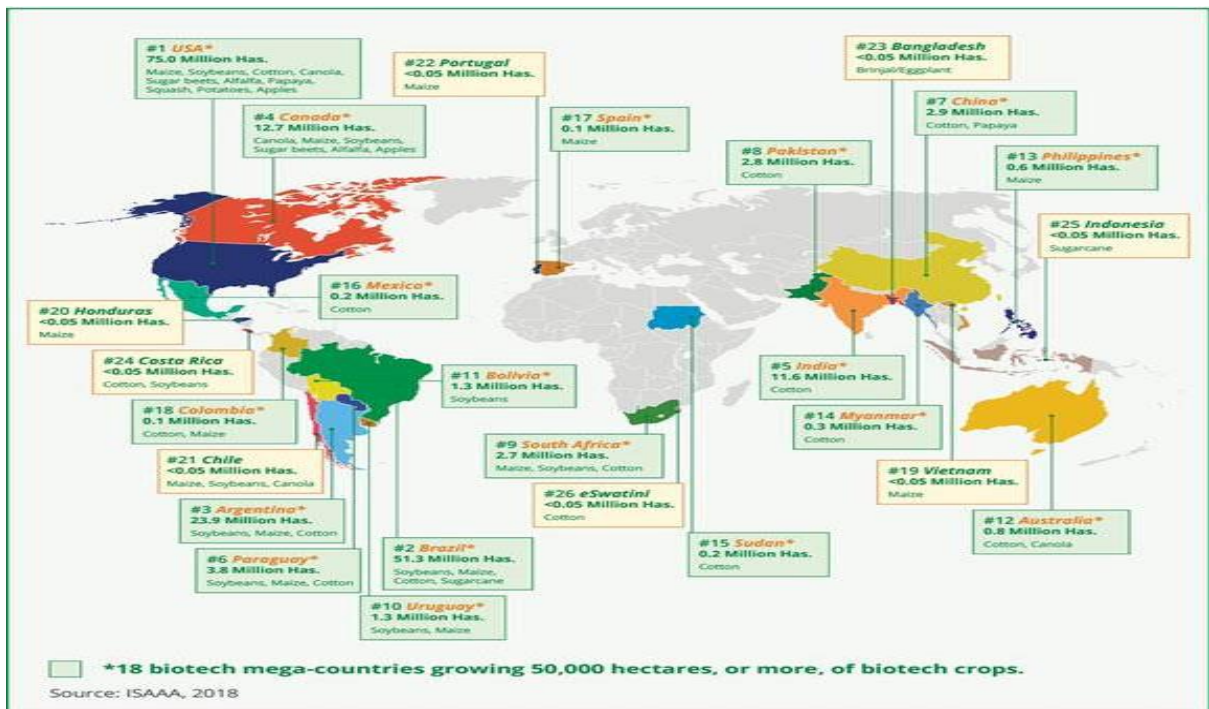 #1 USA*
75.0 Million Has.
Maize, Soybeans, Cotton, Canola,
Sugar beets, Alfalfa, Papaya,
Squash, Potatoes, Apples
#22 Portugal
<0.05 Million Has.
Maize
#23 Bangladesh
<0.05 Million Has.
Brinjal/Eggplant
#4 Canada*
12.7 Million Has.
Canola, Maize, Soybeans,
Sugar beets, Alfalfa, Apples
#17 Spain*
0.1 Million Has.
Maize
#7 China*
2.9 Million Has.
Cotton, Papaya
#8 Pakistan*
2.8 Million Has.
Cotton
#13 Philippines*
0.6 Million Has.
Maize
#25 Indonesia
<0.05 Million Has.
Sugarcane
#16 Mexico*
0.2 Million Has.
Cotton
#20 Honduras
<0.05 Million Has.
Maize
#24 Costa Rica
<0.05 Million Has.
Cotton, Soybeans
#11 Bolivia*
1.3 Million Has.
Soybeans
#5 India*
11.6 Million Has.
Cotton
#18 Colombia*
0.1 Million Has.
Cotton, Maize
#14 Myanmar*
0.3 Million Has.
Cotton
#9 South Africa*
2.7 Million Has.
Maize, Soybeans, Cotton
#21 Chile
<0.05 Million Has.
Maize, Soybeans, Canola
#19 Vietnam
<0.05 Million Has.
Maize
#26 eSwatini
<0.05 Million Has.
Cotton
#3 Argentina*
23.9 Million Has.
Soybeans, Maize, Cotton
#12 Australia*
0.8 Million Has.
Cotton, Canola
#15 Sudan*
0.2 Million Has.
Cotton
#2 Brazil*
51.3 Million Has.
Soybeans, Maize,
Cotton, Sugarcane
#6 Paraguay*
3.8 Million Has.
Soybeans, Maize, Cotton
#10 Uruguay*
1.3 Million Has.
Soybeans, Maize
*18 biotech mega-countries growing 50,000 hectares, or more, of biotech crops.
Source: ISAAA, 2018